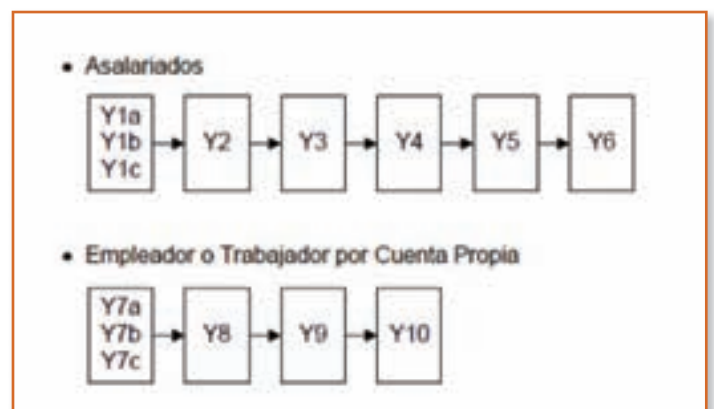 • Asalariados
Y1a
Y1b
Y1c
Y2
Y3
Y4
Y5
Y6
• Empleador o Trabajador por Cuenta Propia
Y7a
Y7b
Y7c
Y8
Y9
Y10